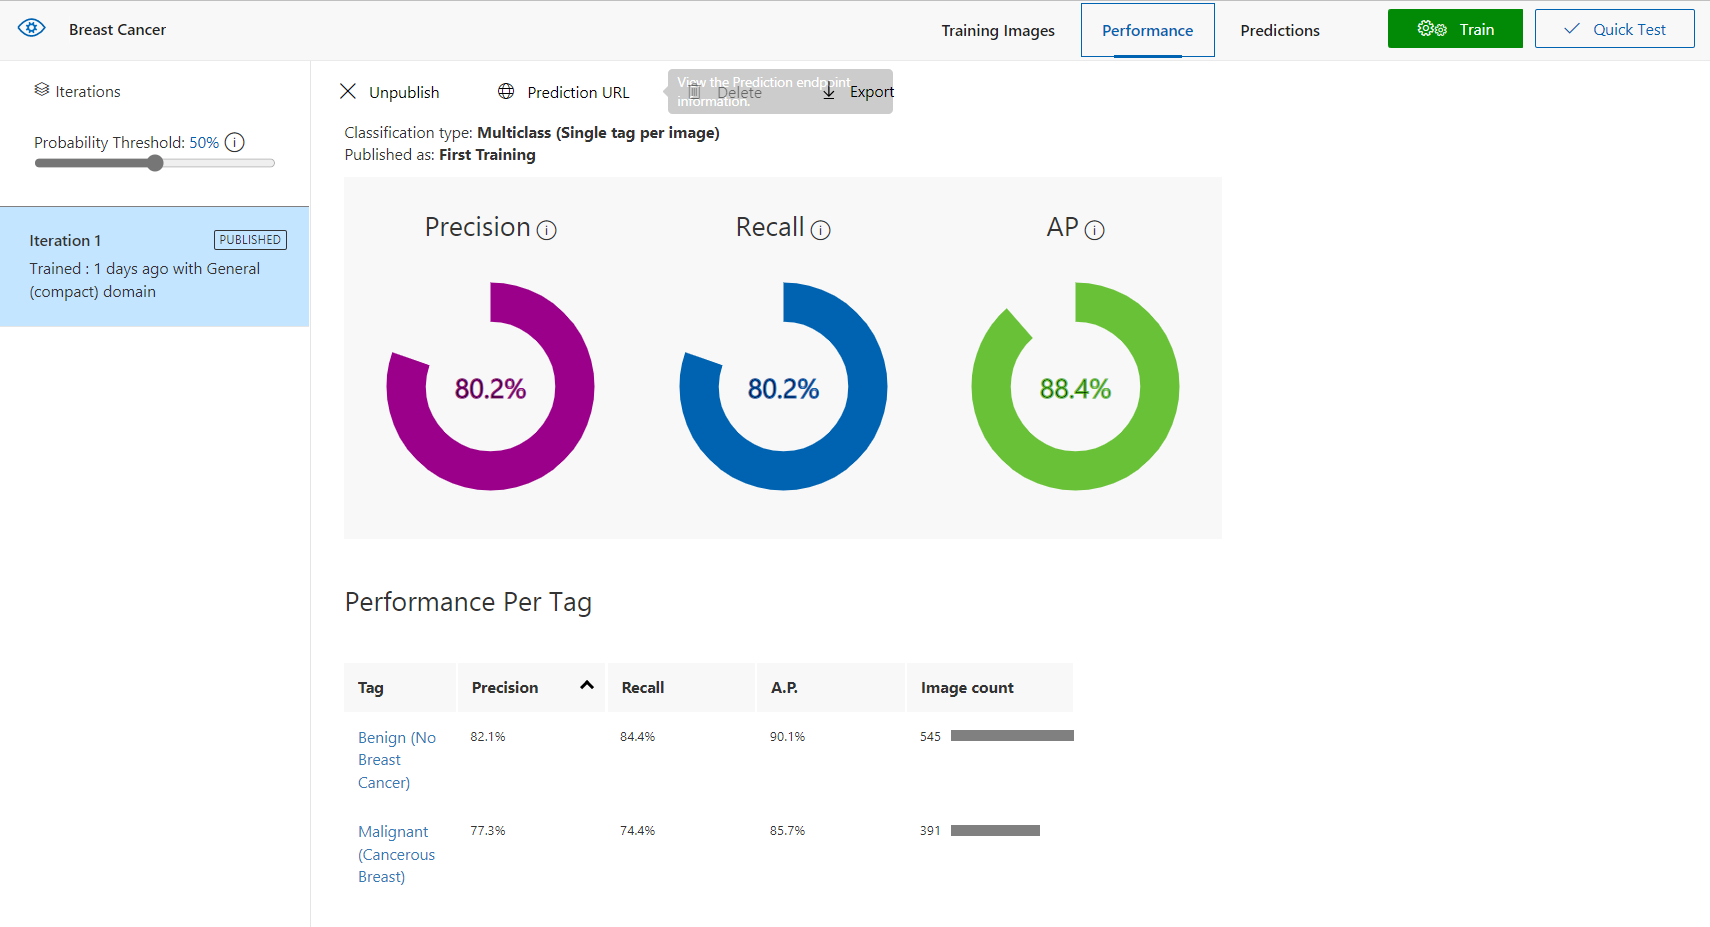 Breast Cancer
Training Images
Performance
Predictions
Train
Quick Test
Iterations
Probability Threshold: 50%
Iteration 1
PUBLISHED
Trained : 1 days ago with General
(compact) domain
Unpublish
Prediction URL
View the Prediction endpoint
information.
Delete
Export
Classification type: Multiclass (Single tag per image)
Published as: First Training
Precision
Recall
AP
80.2%
80.2%
88.4%
Performance Per Tag
Tag
Precision
Recall
A.P.
Image count
Benign (No
Breast
Cancer)
82.1%
84.4%
90.1%
545
Malignant
(Cancerous
Breast)
77.3%
74.4%
85.7%
391